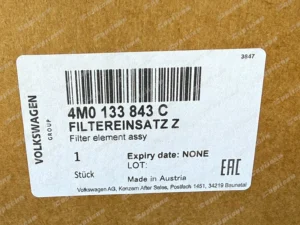 3647
VOLKSWAGEN
GROUP
4M0 133 843 C
FILTEREINSATZ Z
Filter element assy
1
Stück
Expiry date: NONE
LOT:
Made in Austria
EAC
Volkswagen AG, Konzern After Sales, Postfach 1451, 34219 Baunatal